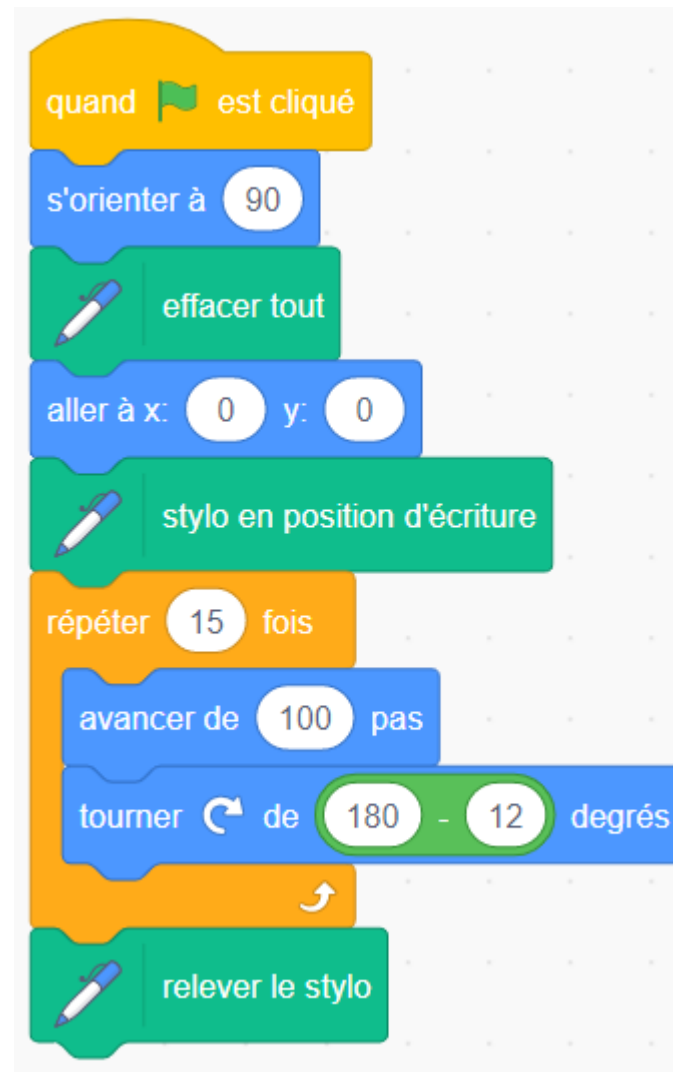 quand est cliqué
s'orienter à 90
effacer tout
aller à x: 0 y: 0
stylo en position d'écriture
répéter 15 fois
avancer de 100 pas
tourner de 180 - 12 degrés
relever le stylo